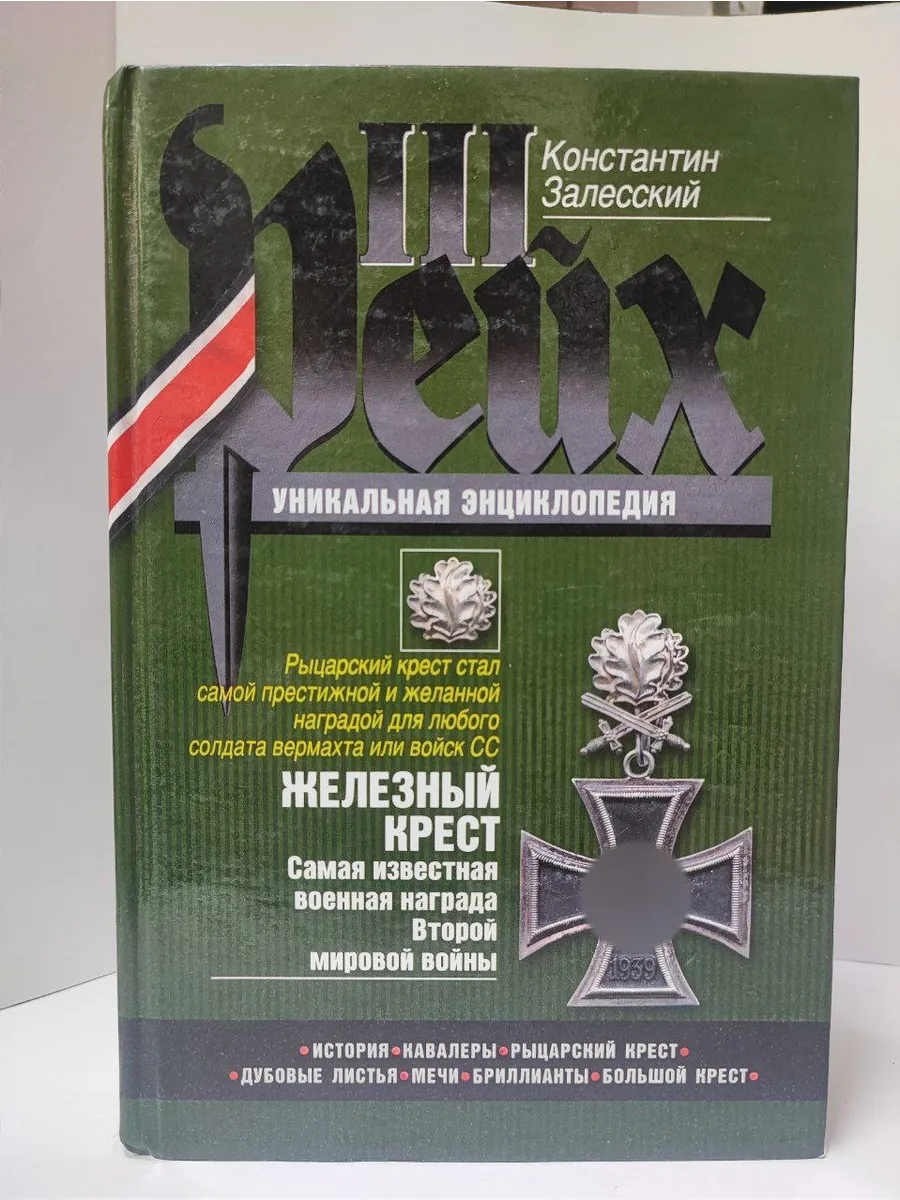 Константин
Залесский
III
Рейх
УНИКАЛЬНАЯ ЭНЦИКЛОПЕДИЯ
Рыцарский крест стал
самой престижной и желанной
наградой для любого
солдата вермахта или войск СС
ЖЕЛЕЗНЫЙ
КРЕСТ
Самая известная
военная награда
Второй
мировой войны
1939
•ИСТОРИЯ•КАВАЛЕРЫ•РЫЦАРСКИЙ КРЕСТ•
•ДУБОВЫЕ ЛИСТЬЯ•МЕЧИ•БРИЛЛИАНТЫ•БОЛЬШОЙ КРЕСТ•